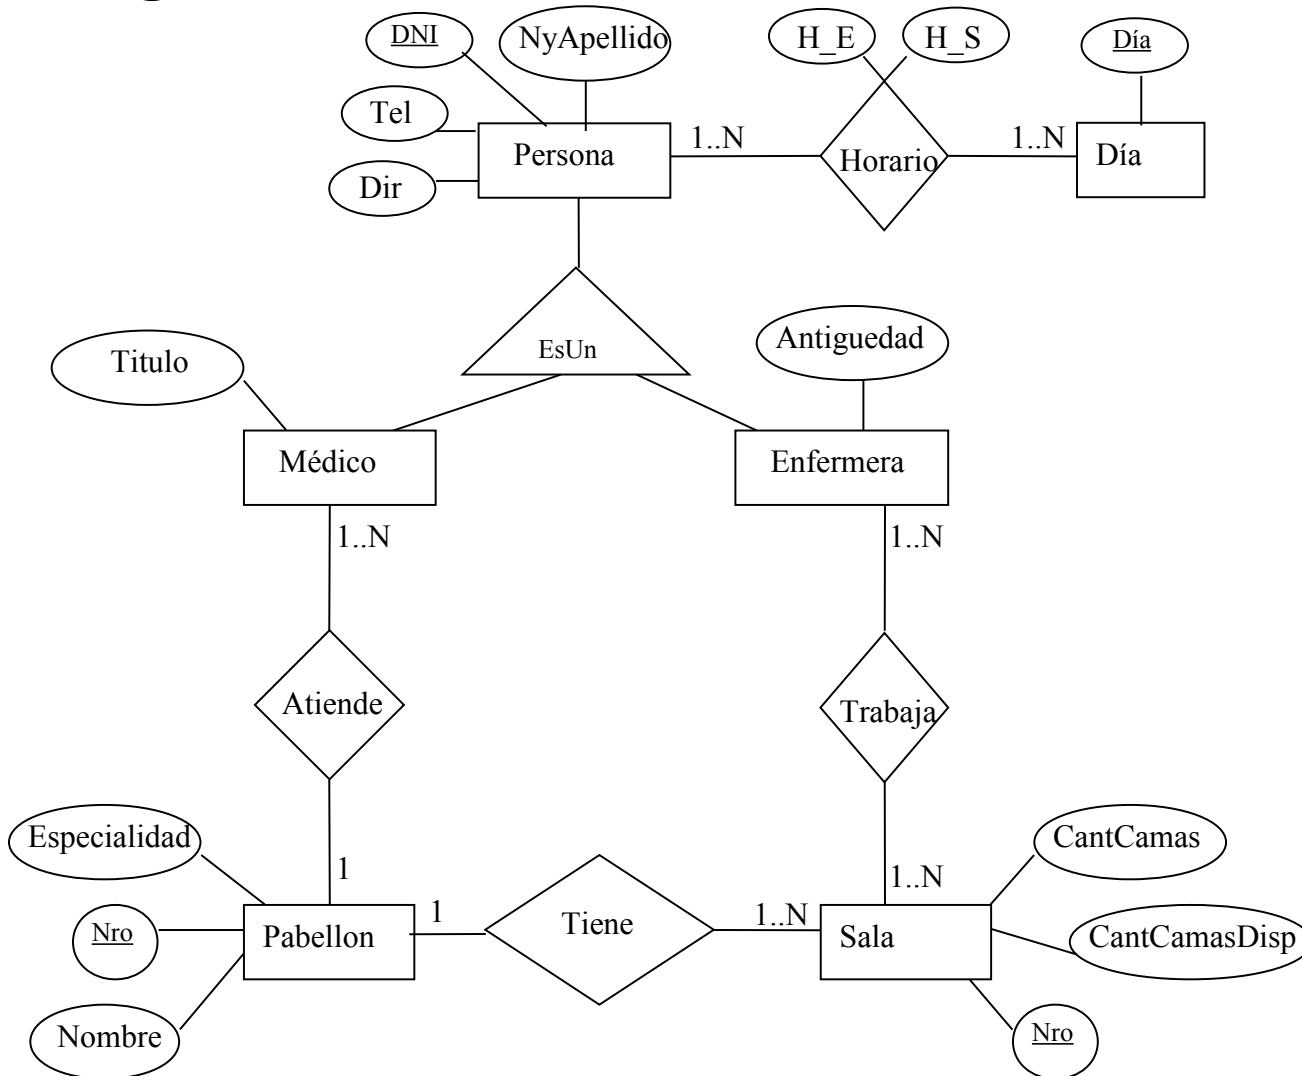 DNI
NyApellido
H_E
H_S
Día
Tel
Persona
1..N
Horario
1..N
Día
Dir
EsUn
Antiguedad
Titulo
Médico
Enfermera
1..N
1..N
Atiende
Trabaja
Especialidad
1
1..N
CantCamas
Nro
Pabellon
1
Tiene
1..N
Sala
CantCamasDisp
Nombre
Nro